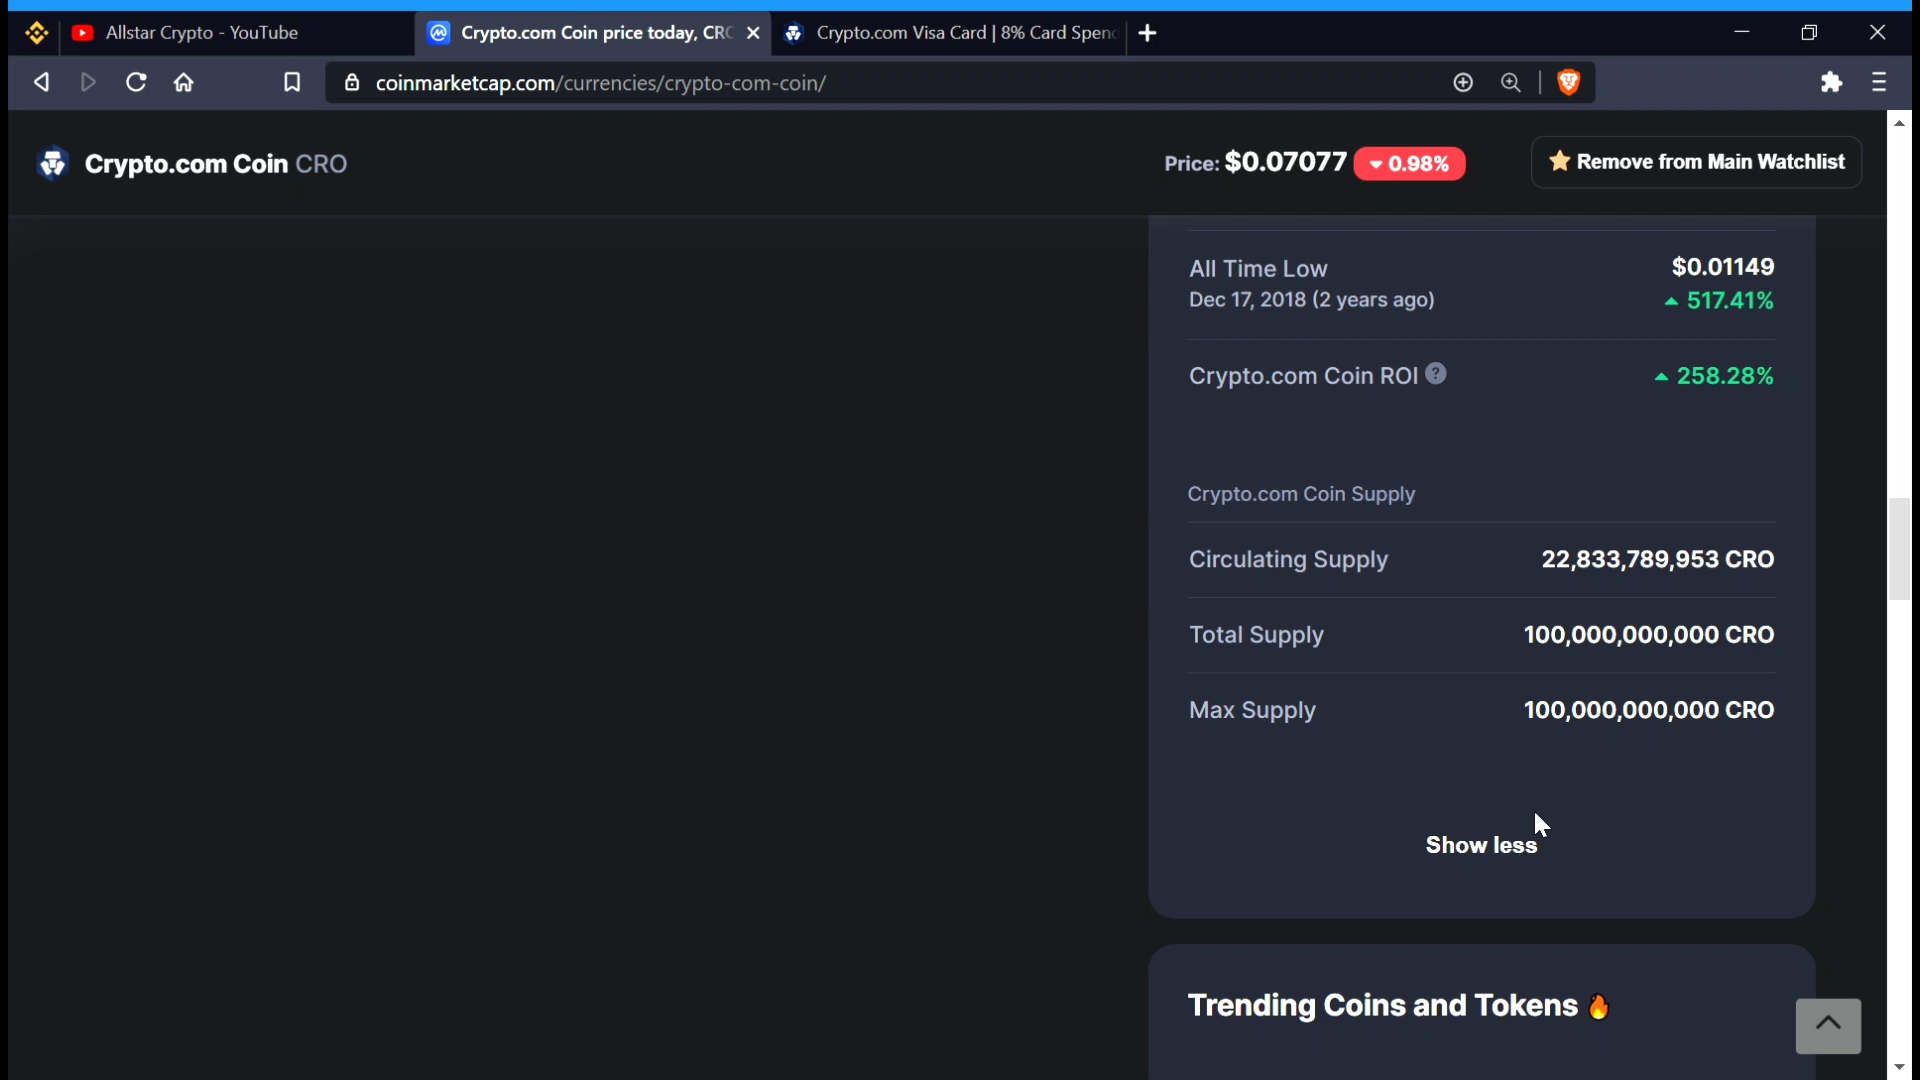 Allstar Crypto - YouTube
Crypto.com Coin price today, CRC
Crypto.com Visa Card | 8% Card Spend
coinmarketcap.com/currencies/crypto-com-coin/
Crypto.com Coin CRO
Price: $0.07077 0.98%
Remove from Main Watchlist
All Time Low $0.01149
Dec 17, 2018 (2 years ago) 517.41%
Crypto.com Coin ROI ? 258.28%
Crypto.com Coin Supply
Circulating Supply 22,833,789,953 CRO
Total Supply 100,000,000,000 CRO
Max Supply 100,000,000,000 CRO
Show less
Trending Coins and Tokens 🔥